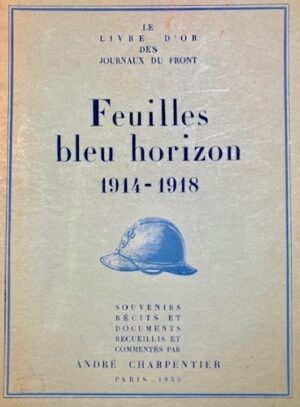 LE
LIVRE D'OR
DES
JOURNAUX DU FRONT
Feuilles
bleu horizon
1914-1918
SOUVENIRS
RÉCITS ET
DOCUMENTS
RECUEILLIS ET
COMMENTÉS PAR
ANDRÉ CHARPENTIER
PARIS 1935